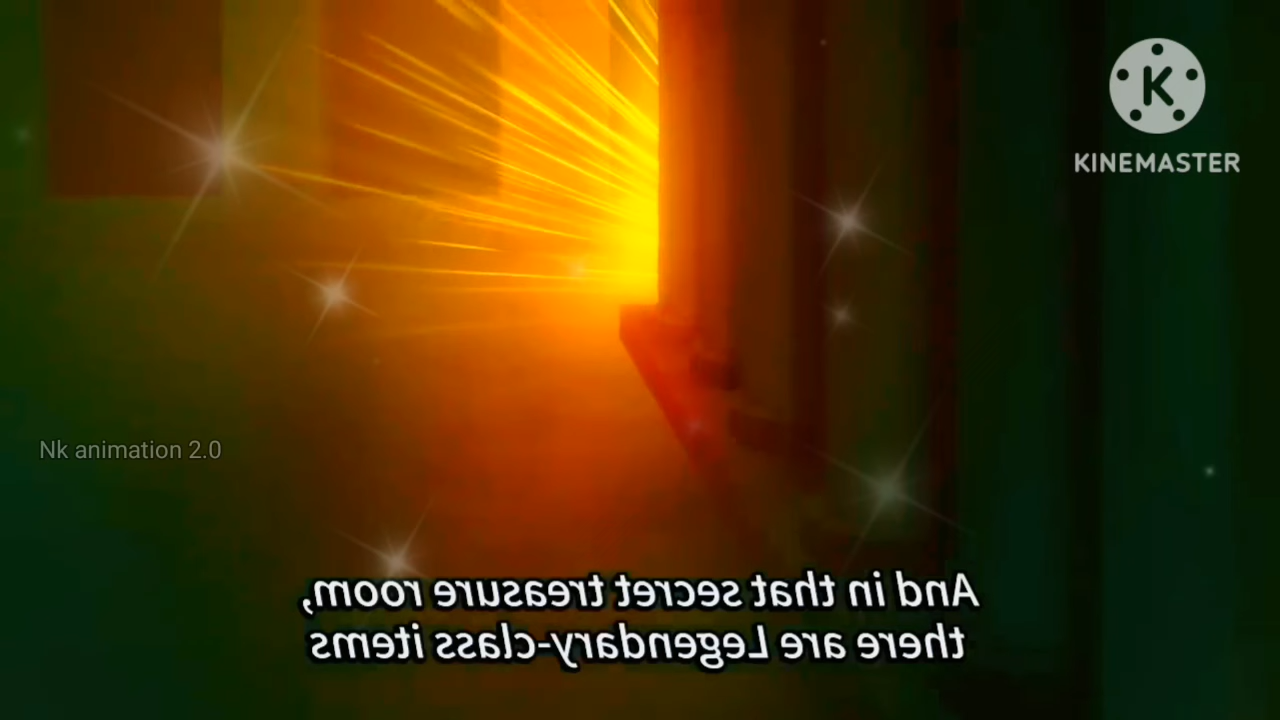 KINEMASTER
Nk animation 2.0
And in that secret treasure room,
there are Legendary-class items